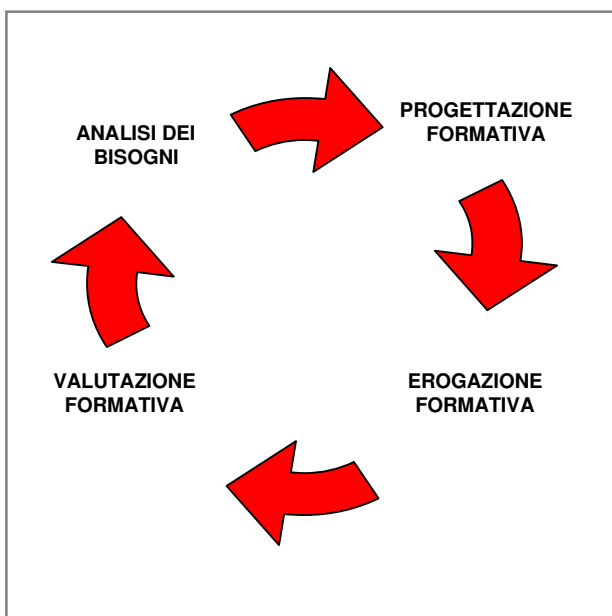 ANALISI DEI
BISOGNI
PROGETTAZIONE
FORMATIVA
VALUTAZIONE
FORMATIVA
EROGAZIONE
FORMATIVA